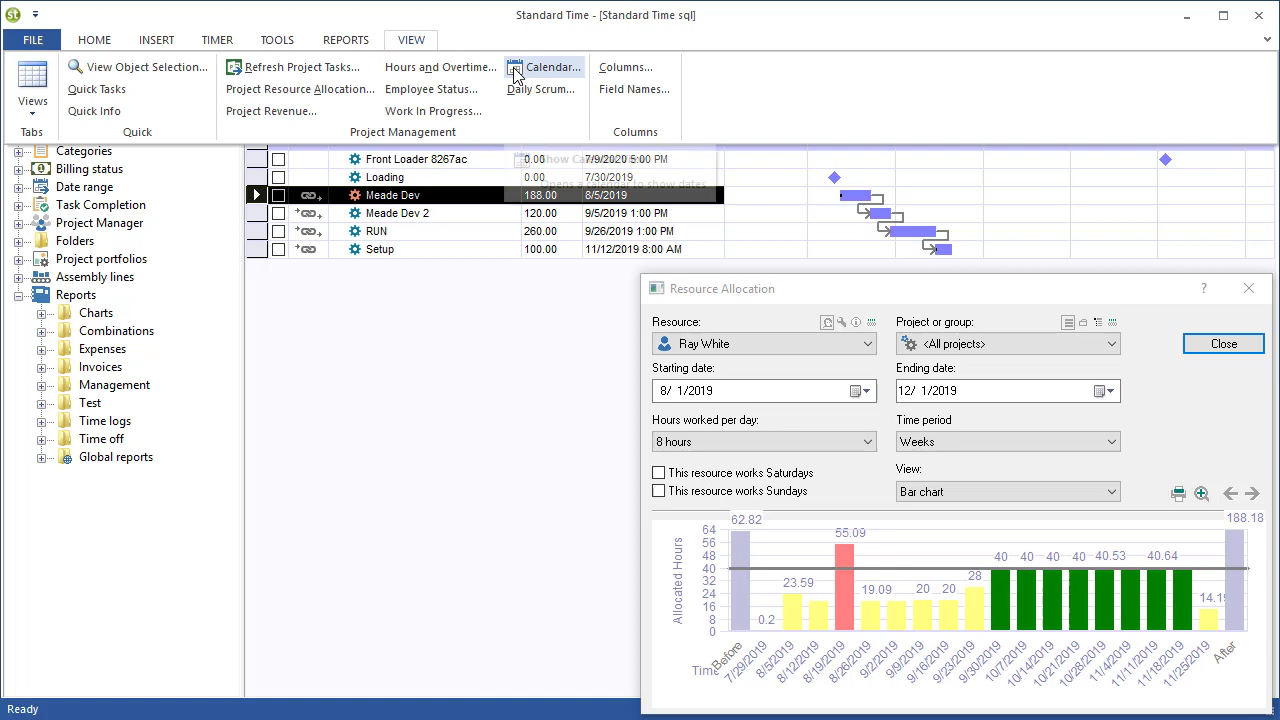 Standard Time - [Standard Time sql]
FILE HOME INSERT TIMER TOOLS REPORTS VIEW
View Object Selection... Refresh Project Tasks... Hours and Overtime... Calendar... Columns...
Quick Tasks Project Resource Allocation... Employee Status... Daily Scrum... Field Names...
Views Quick Info Project Revenue... Work In Progress...
Tabs Quick Project Management Columns
Categories
Billing status
Date range
Task Completion
Project Manager
Folders
Project portfolios
Assembly lines
Reports
Charts
Combinations
Expenses
Invoices
Management
Test
Time logs
Time off
Global reports
Front Loader 8267ac 0.00 7/9/2020 5:00 PM
Loading 0.00 7/30/2019
Opens a calendar to show dates
Meade Dev 188.00 8/5/2019
Meade Dev 2 120.00 9/5/2019 1:00 PM
RUN 260.00 9/26/2019 1:00 PM
Setup 100.00 11/12/2019 8:00 AM
Resource Allocation ?
Resource: Project or group:
Ray White <All projects> Close
Starting date: Ending date:
8/ 1/2019 12/ 1/2019
Hours worked per day: Time period
8 hours Weeks
This resource works Saturdays View:
This resource works Sundays Bar chart
62.82 0.2 23.59 55.09 19.09 20 20 28 40 40 40 40 40.53 40.64 188.18
Allocated Hours
64
56
48
40
32
24
16
8
0
Time
Before 7/29/2019 8/5/2019 8/12/2019 8/19/2019 8/26/2019 9/2/2019 9/9/2019 9/16/2019 9/23/2019 9/30/2019 10/7/2019 10/14/2019 10/21/2019 10/28/2019 11/4/2019 11/11/2019 11/18/2019 11/25/2019 After
Ready